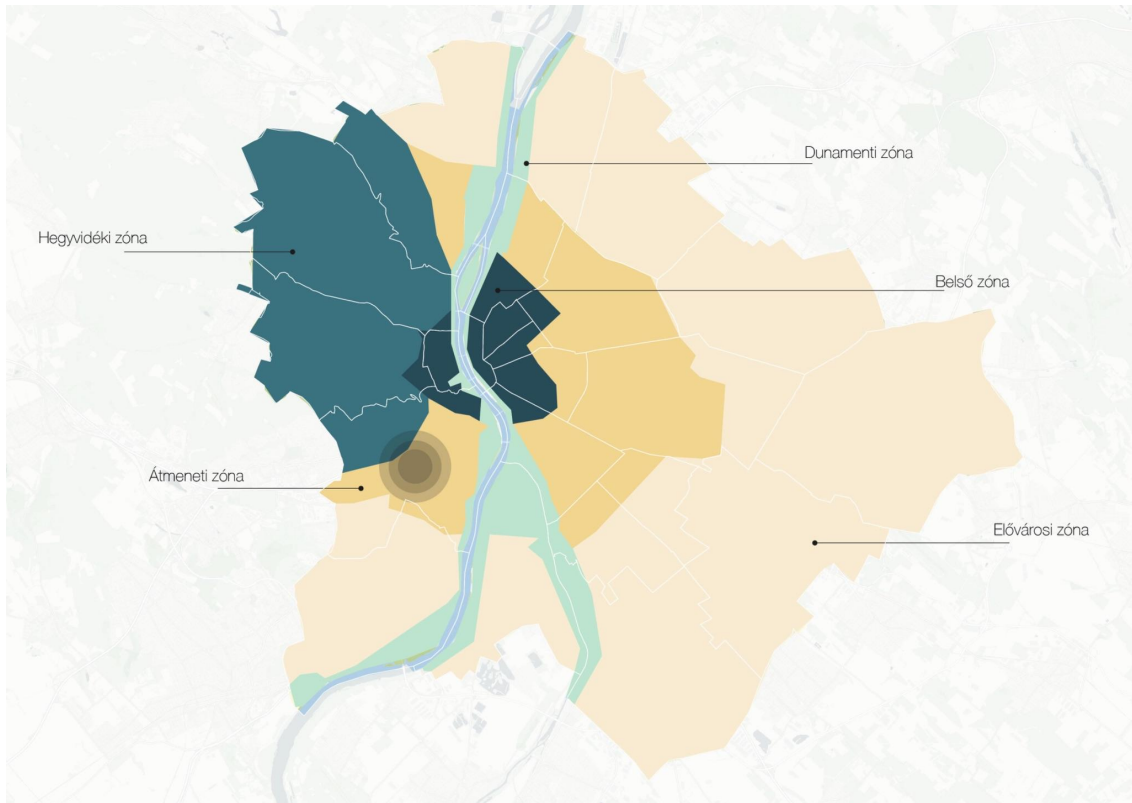 Dunamenti zóna
Hegyvidéki zóna
Belső zóna
Átmeneti zóna
Elővárosi zóna